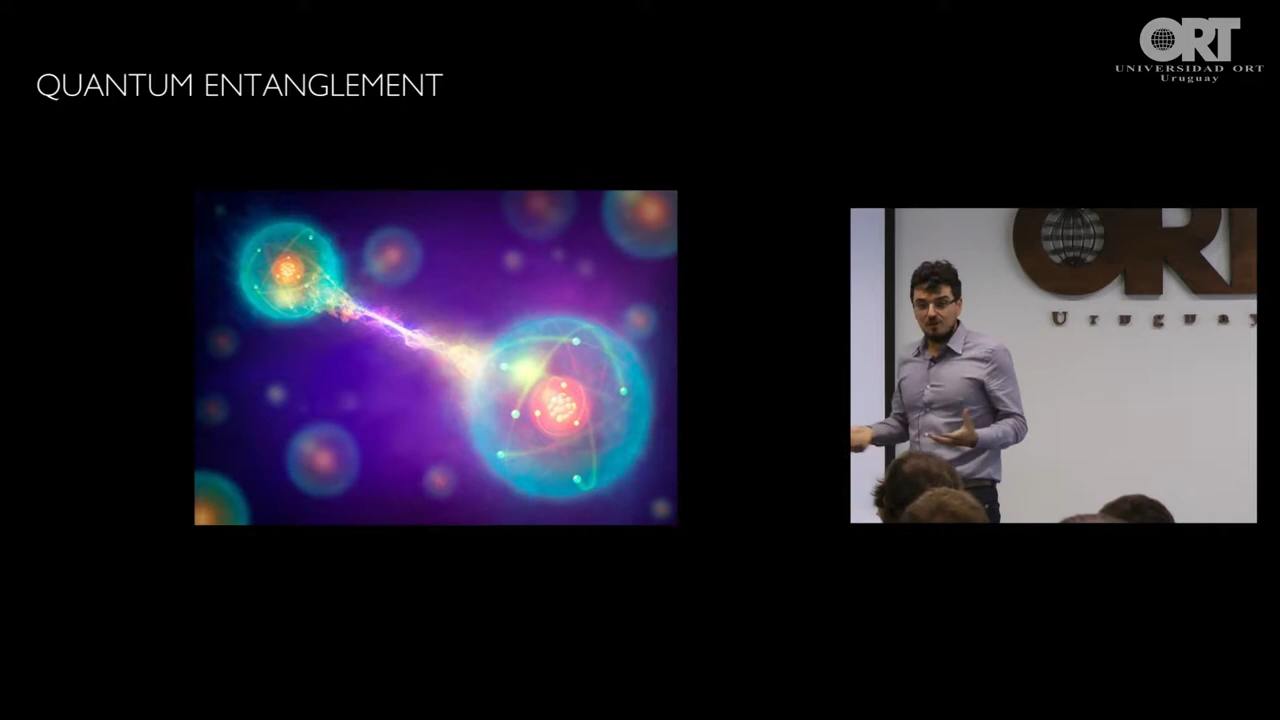 QUANTUM ENTANGLEMENT
ORT
UNIVERSIDAD ORT
Uruguay
ORT
Uruguay